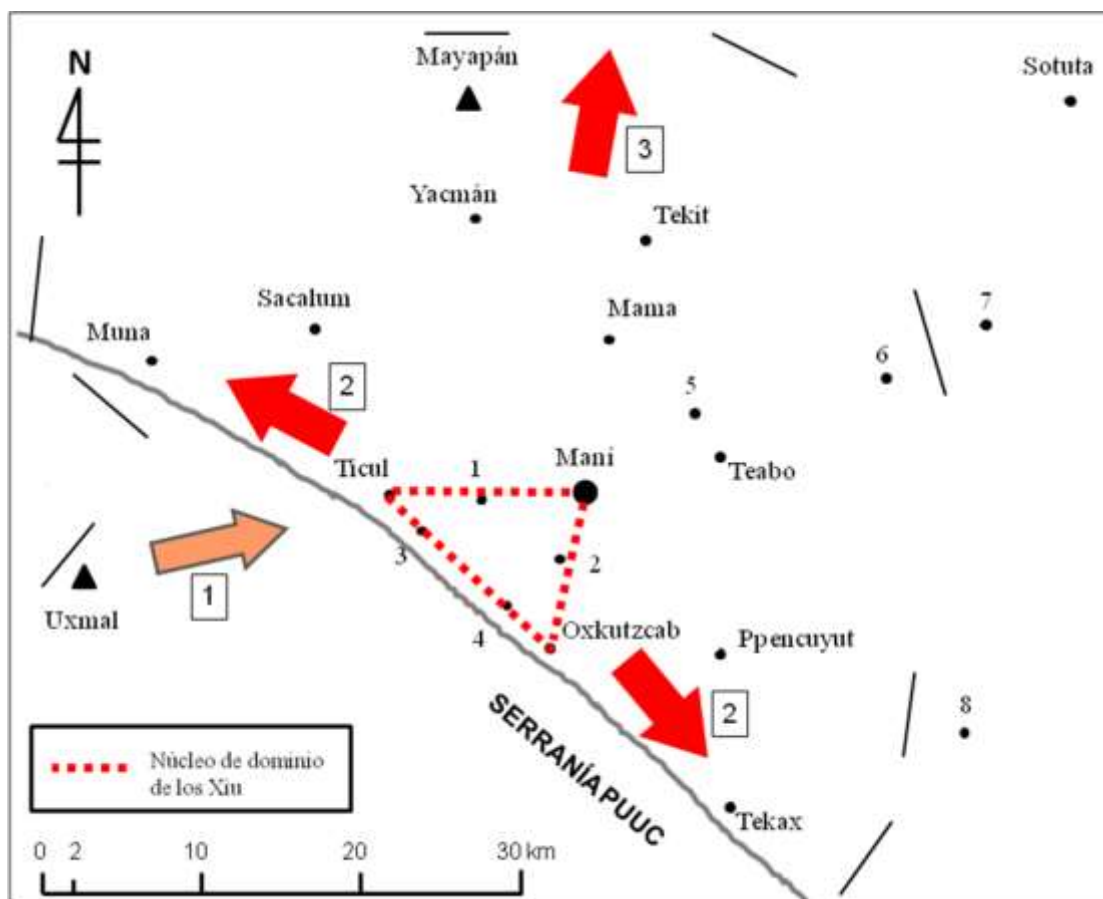 Mayapán
N
Sotuta
3
Yacmán
Tekit
Sacalum
Mama
7
Muna
6
2
5
Ticul
1
Maní
Teabo
3
2
1
Uxmal
4
Oxkutzcab
Ppencuyut
2
8
SERRANÍA PUUC
Núcleo de dominio
de los Xiu
Tekax
0 2 10 20 30 km